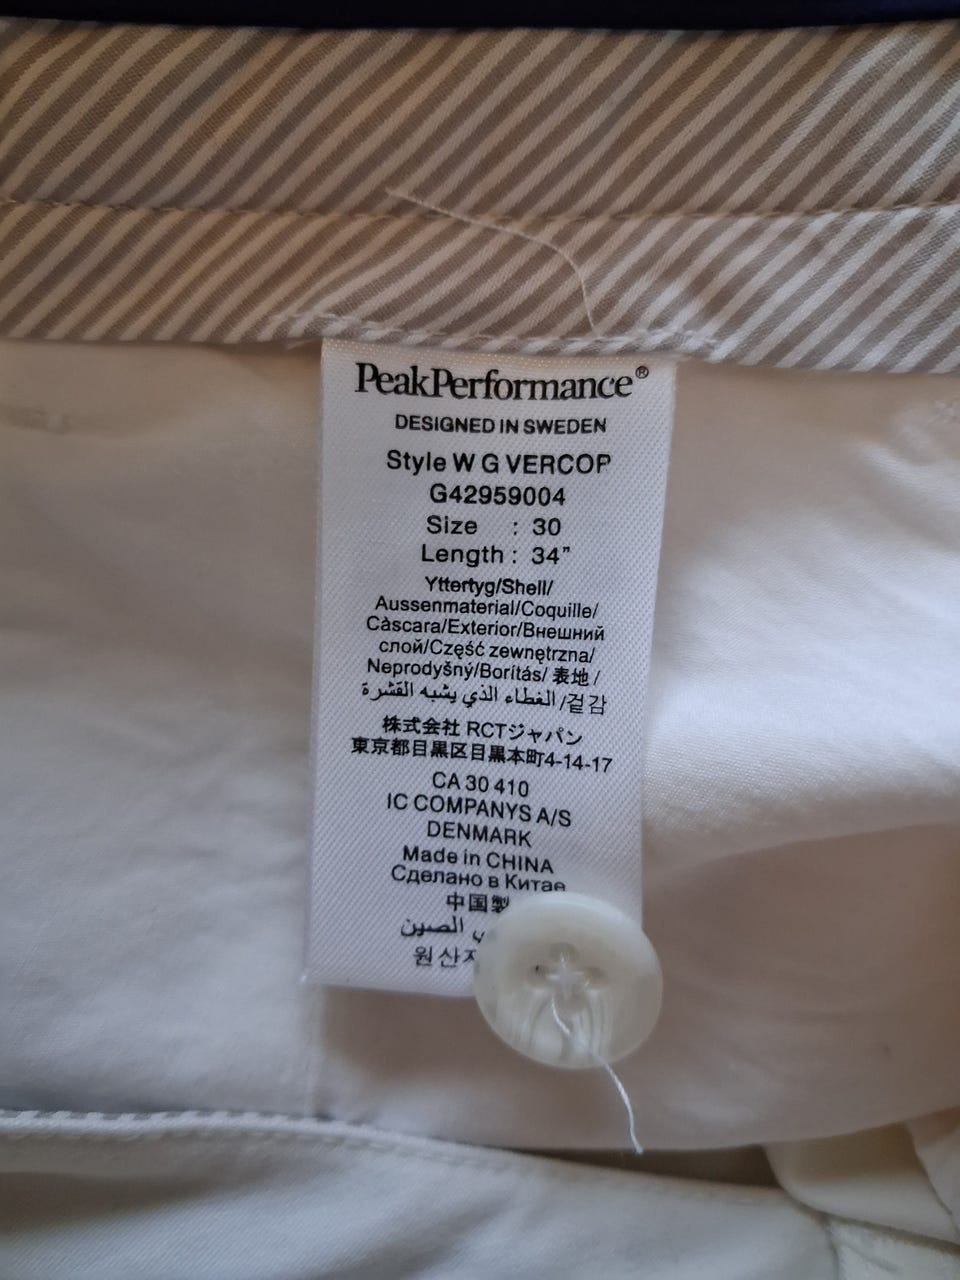 PeakPerformance®
DESIGNED IN SWEDEN
Style W G VERCOP
G42959004
Size : 30
Length : 34"
Yttertyg/Shell/
Aussenmaterial/Coquille/
Càscara/Exterior/Внешний
слой/Część zewnętrzna/
Neprodyšný/Borítás/ 表地 /
الغطاء الذي يشبه القشرة /겉감
株式会社 RCTジャパン
東京都目黒区目黒本町4-14-17
CA 30 410
IC COMPANYS A/S
DENMARK
Made in CHINA
Сделано в Китае
中国製
الصين
원산